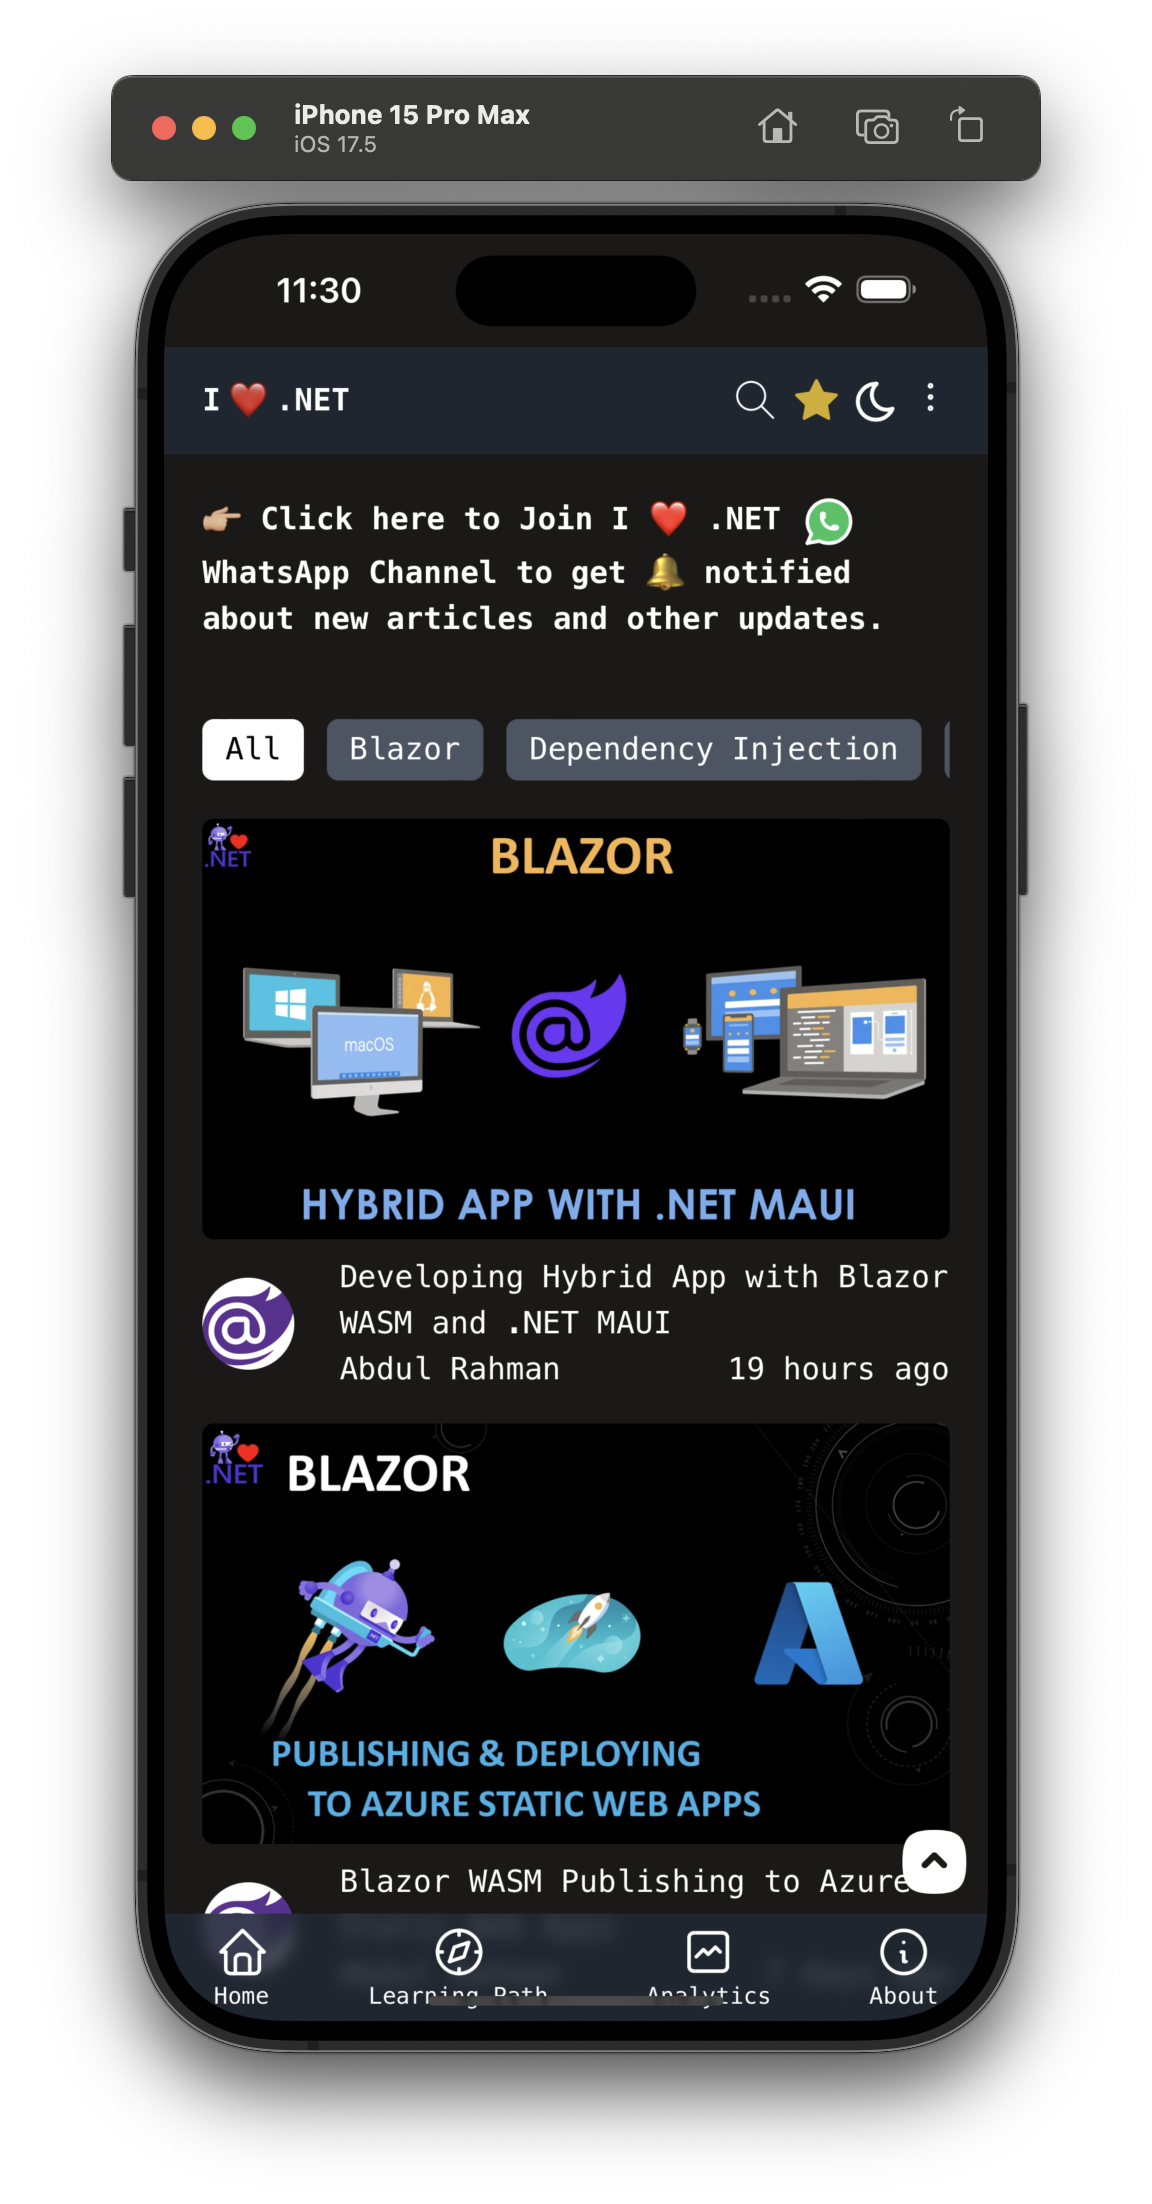 iPhone 15 Pro Max
iOS 17.5
11:30
I ❤️ .NET
👉🏼 Click here to Join I ❤️ .NET
WhatsApp Channel to get 🔔 notified
about new articles and other updates.
All
Blazor
Dependency Injection
.NET
BLAZOR
macOS
HYBRID APP WITH .NET MAUI
Developing Hybrid App with Blazor
WASM and .NET MAUI
Abdul Rahman
19 hours ago
.NET
BLAZOR
PUBLISHING & DEPLOYING
TO AZURE STATIC WEB APPS
Blazor WASM Publishing to Azure
Home
Learning Path
Analytics
About